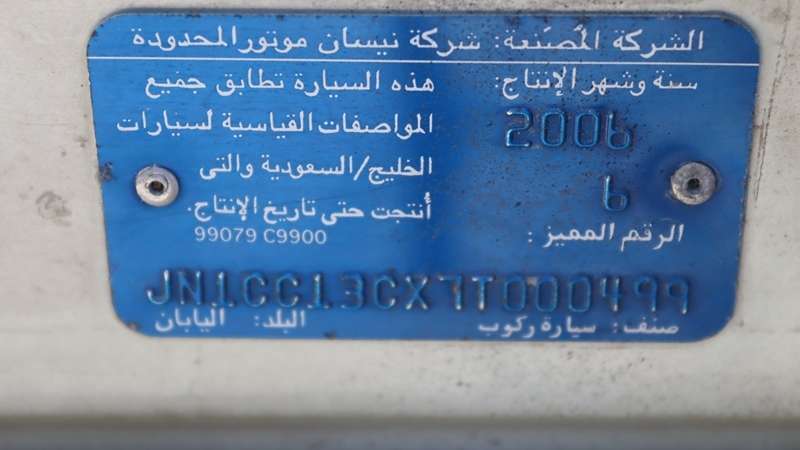 الشركة المُصَنعة: شركة نيسان موتور المحدودة
سنة وشهر الإنتاج:
2006
6
هذه السيارة تطابق جميع
المواصفات القياسية لسيارات
الخليج/السعودية والتى
أنتجت حتى تاريخ الإنتاج.
99079 C9900
الرقم المميز :
JN1CC13CX7T000499
صنف: سيارة ركوب
البلد: اليابان